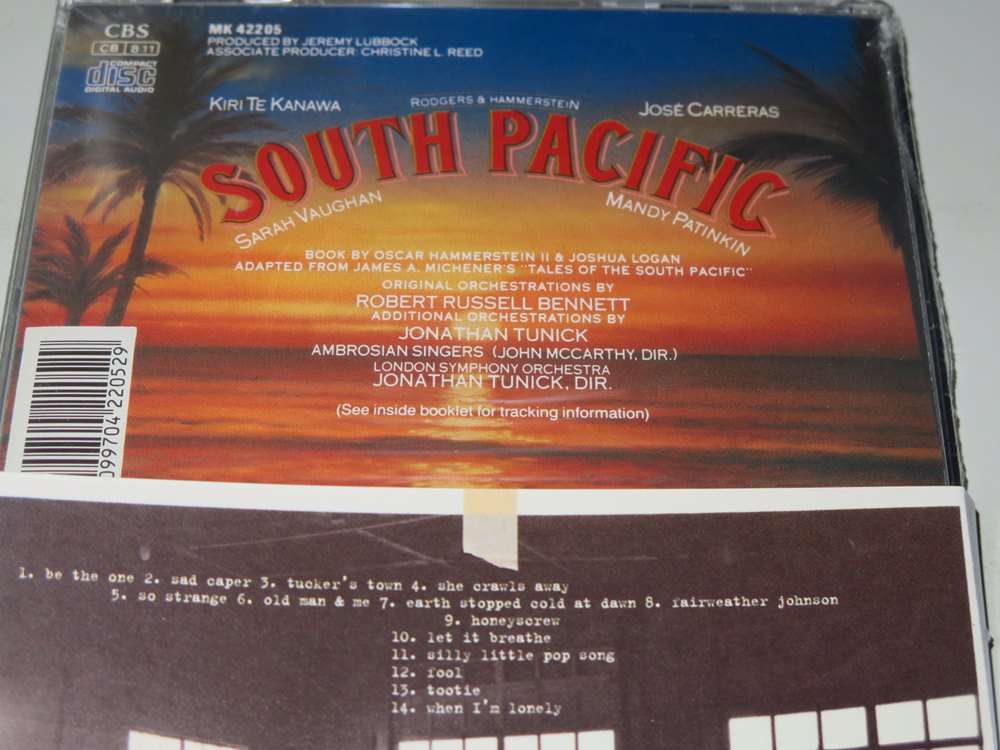 CBS
CB 811
COMPACT
disc
DIGITAL AUDIO
MK 42205
PRODUCED BY JEREMY LUBBOCK
ASSOCIATE PRODUCER: CHRISTINE L. REED
KIRI TE KANAWA
RODGERS & HAMMERSTEIN
JOSÉ CARRERAS
SOUTH PACIFIC
SARAH VAUGHAN
MANDY PATINKIN
BOOK BY OSCAR HAMMERSTEIN II & JOSHUA LOGAN
ADAPTED FROM JAMES A. MICHENER'S "TALES OF THE SOUTH PACIFIC"
ORIGINAL ORCHESTRATIONS BY
ROBERT RUSSELL BENNETT
ADDITIONAL ORCHESTRATIONS BY
JONATHAN TUNICK
AMBROSIAN SINGERS (JOHN MCCARTHY, DIR.)
LONDON SYMPHONY ORCHESTRA
JONATHAN TUNICK, DIR.
(See inside booklet for tracking information)
099704 220529
1. be the one 2. sad caper 3. tucker's town 4. she crawls away
5. so strange 6. old man & me 7. earth stopped cold at dawn 8. fairweather johnson
9. honeyscrew
10. let it breathe
11. silly little pop song
12. fool
13. tootie
14. when I'm lonely